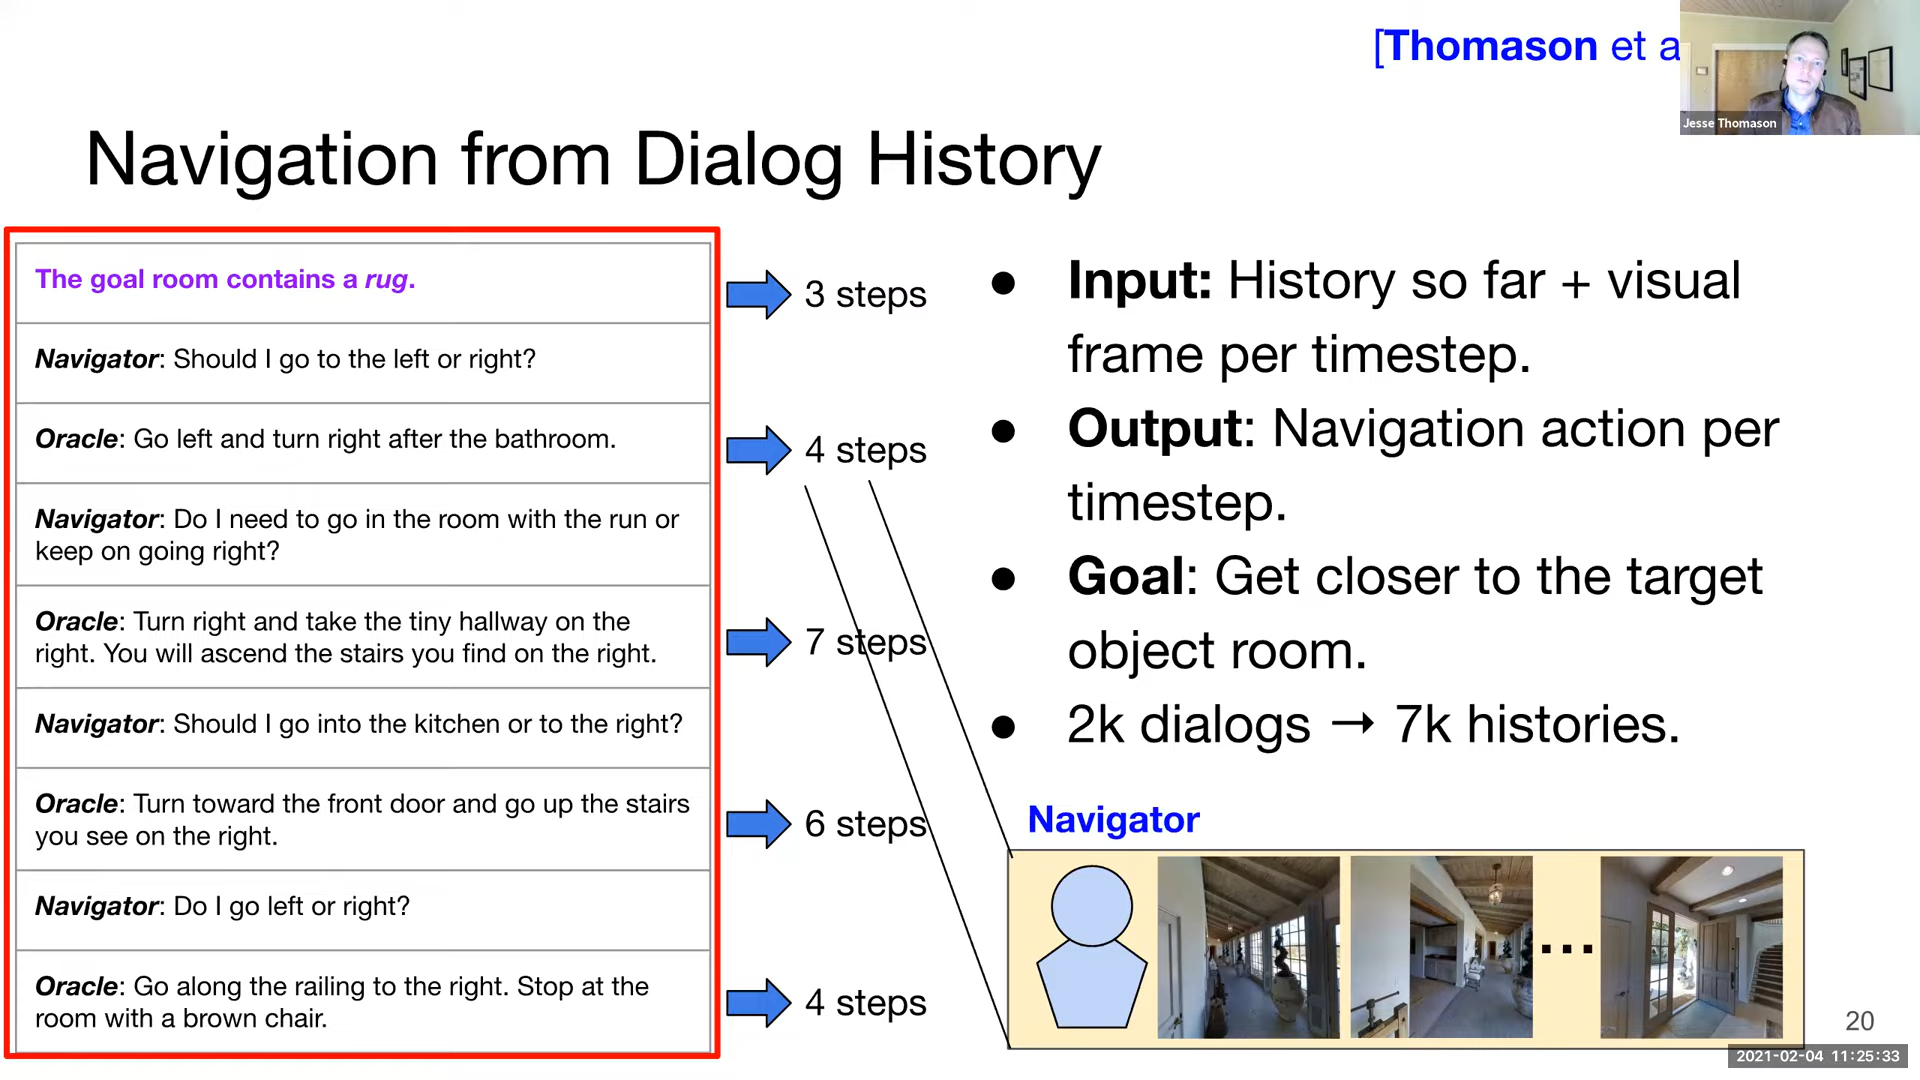 [Thomason et a
Jesse Thomason
Navigation from Dialog History
The goal room contains a rug.
3 steps
Navigator: Should I go to the left or right?
Oracle: Go left and turn right after the bathroom.
4 steps
Navigator: Do I need to go in the room with the run or
keep on going right?
Oracle: Turn right and take the tiny hallway on the
right. You will ascend the stairs you find on the right.
7 steps
Navigator: Should I go into the kitchen or to the right?
Oracle: Turn toward the front door and go up the stairs
you see on the right.
6 steps
Navigator: Do I go left or right?
Oracle: Go along the railing to the right. Stop at the
room with a brown chair.
4 steps
● Input: History so far + visual
frame per timestep.
● Output: Navigation action per
timestep.
● Goal: Get closer to the target
object room.
● 2k dialogs → 7k histories.
Navigator
...
20
2021-02-04 11:25:33